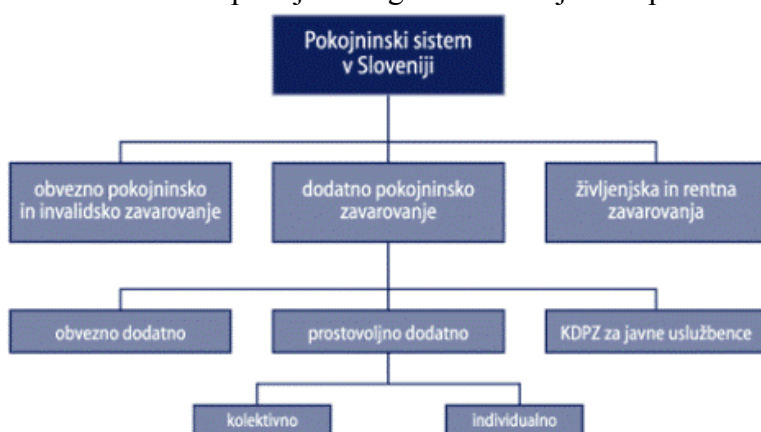 Pokojninski sistem
v Sloveniji
obvezno pokojninsko
in invalidsko zavarovanje
dodatno pokojninsko
zavarovanje
življenjska in rentna
zavarovanja
obvezno dodatno
prostovoljno dodatno
KDPZ za javne uslužbence
kolektivno
individualno